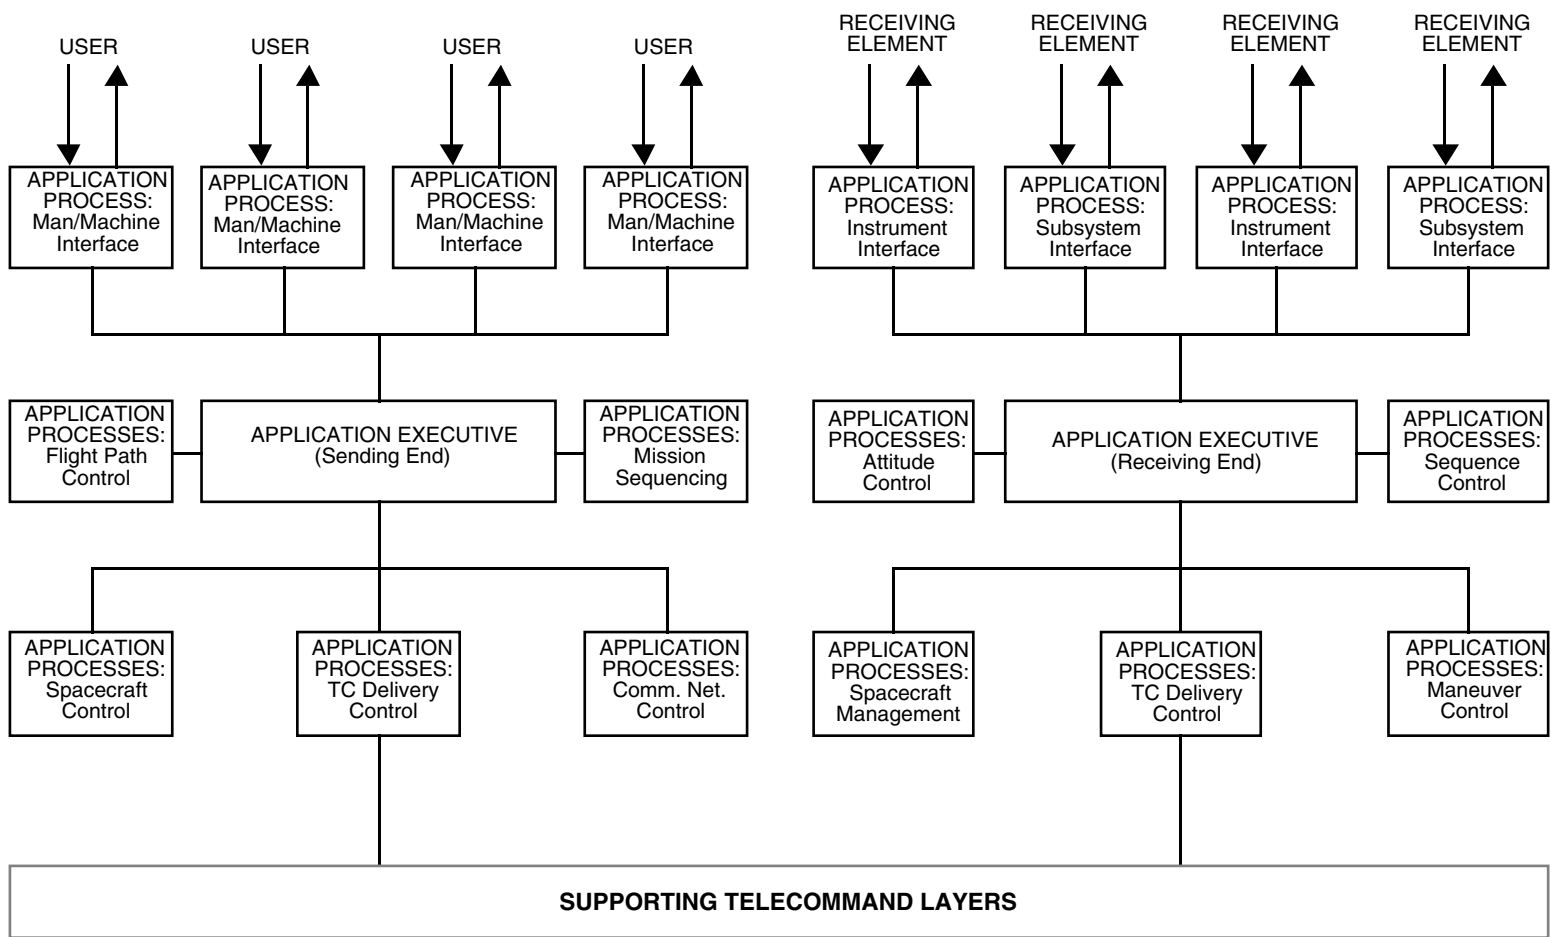 USER
USER
USER
USER
RECEIVING
ELEMENT
RECEIVING
ELEMENT
RECEIVING
ELEMENT
RECEIVING
ELEMENT
APPLICATION
PROCESS:
Man/Machine
Interface
APPLICATION
PROCESS:
Man/Machine
Interface
APPLICATION
PROCESS:
Man/Machine
Interface
APPLICATION
PROCESS:
Man/Machine
Interface
APPLICATION
PROCESS:
Instrument
Interface
APPLICATION
PROCESS:
Subsystem
Interface
APPLICATION
PROCESS:
Instrument
Interface
APPLICATION
PROCESS:
Subsystem
Interface
APPLICATION
PROCESSES:
Flight Path
Control
APPLICATION EXECUTIVE
(Sending End)
APPLICATION
PROCESSES:
Mission
Sequencing
APPLICATION
PROCESSES:
Attitude
Control
APPLICATION EXECUTIVE
(Receiving End)
APPLICATION
PROCESSES:
Sequence
Control
APPLICATION
PROCESSES:
Spacecraft
Control
APPLICATION
PROCESSES:
TC Delivery
Control
APPLICATION
PROCESSES:
Comm. Net.
Control
APPLICATION
PROCESSES:
Spacecraft
Management
APPLICATION
PROCESSES:
TC Delivery
Control
APPLICATION
PROCESSES:
Maneuver
Control
SUPPORTING TELECOMMAND LAYERS